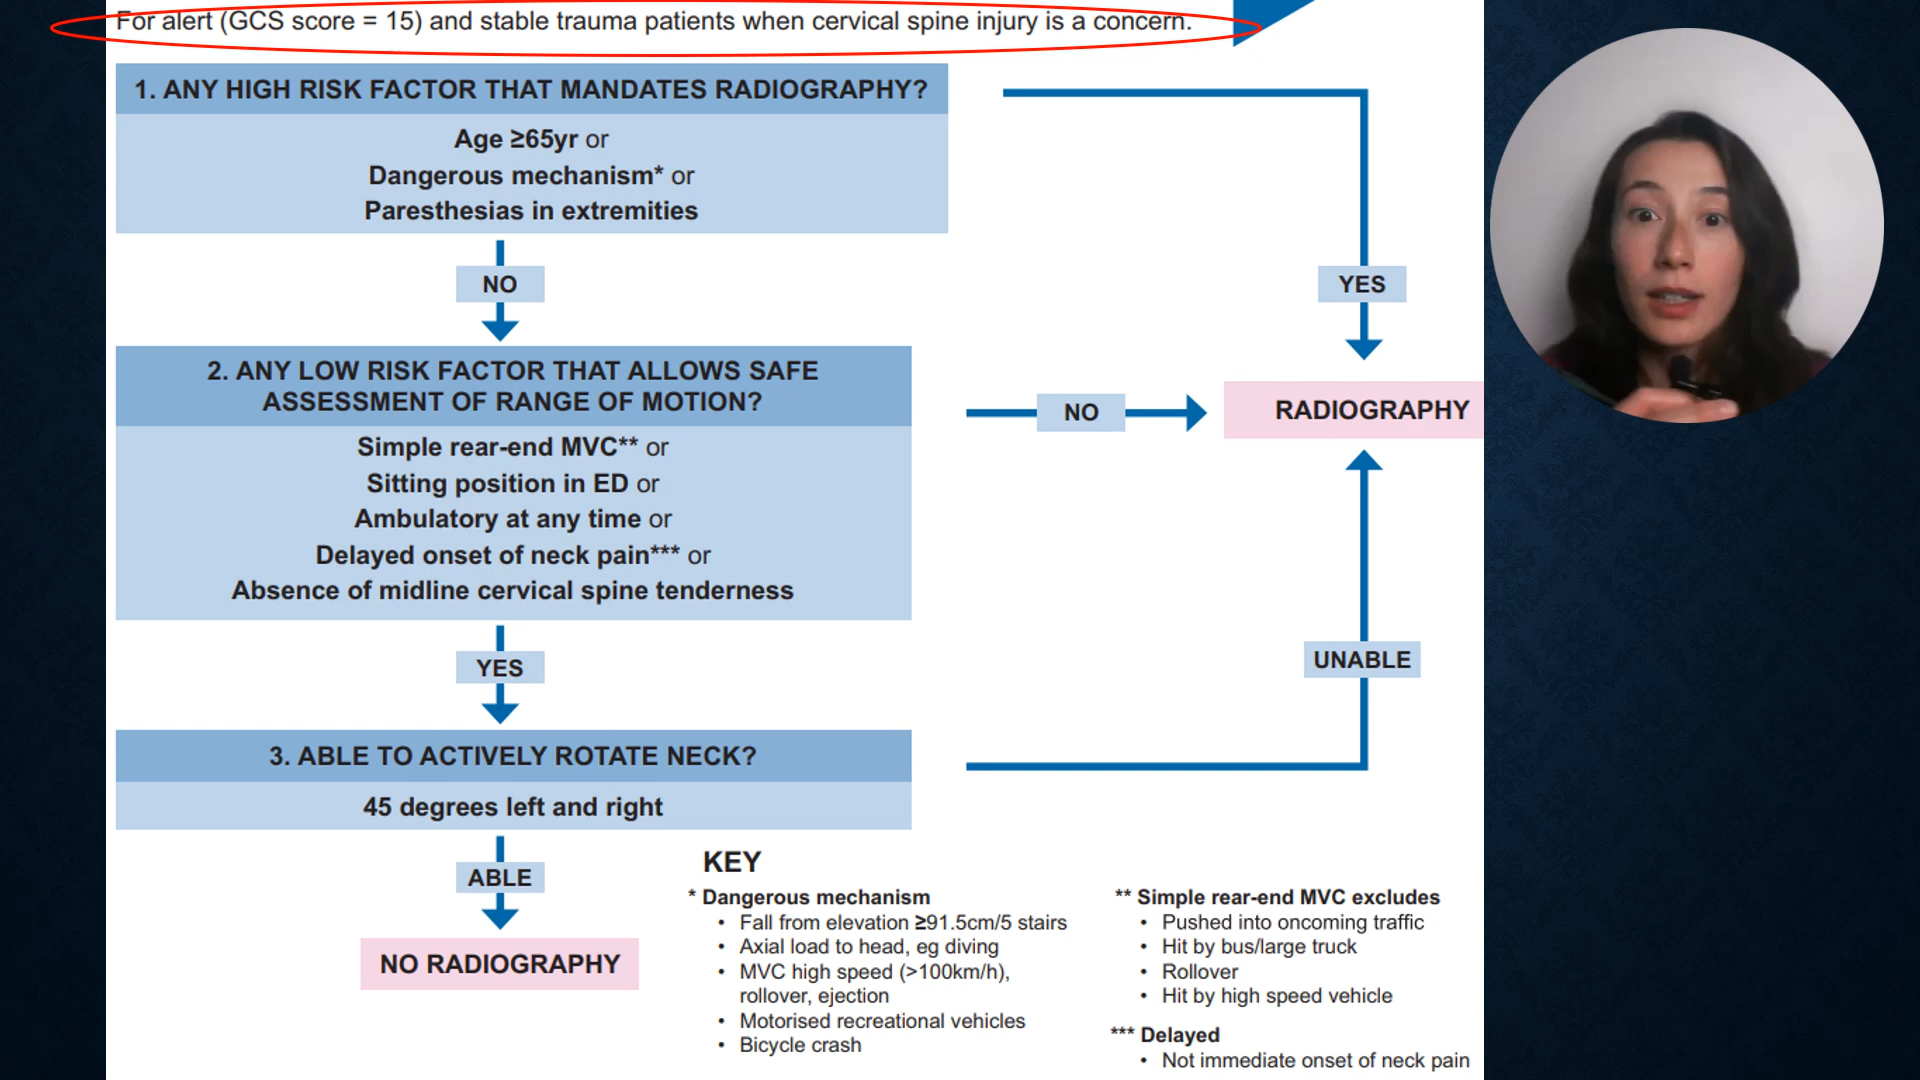 For alert (GCS score = 15) and stable trauma patients when cervical spine injury is a concern.
1. ANY HIGH RISK FACTOR THAT MANDATES RADIOGRAPHY?
Age ≥65yr or
Dangerous mechanism* or
Paresthesias in extremities
NO
YES
2. ANY LOW RISK FACTOR THAT ALLOWS SAFE
ASSESSMENT OF RANGE OF MOTION?
Simple rear-end MVC** or
Sitting position in ED or
Ambulatory at any time or
Delayed onset of neck pain*** or
Absence of midline cervical spine tenderness
NO
RADIOGRAPHY
YES
UNABLE
3. ABLE TO ACTIVELY ROTATE NECK?
45 degrees left and right
ABLE
NO RADIOGRAPHY
KEY
* Dangerous mechanism
• Fall from elevation ≥91.5cm/5 stairs
• Axial load to head, eg diving
• MVC high speed (>100km/h),
rollover, ejection
• Motorised recreational vehicles
• Bicycle crash
** Simple rear-end MVC excludes
• Pushed into oncoming traffic
• Hit by bus/large truck
• Rollover
• Hit by high speed vehicle
*** Delayed
• Not immediate onset of neck pain